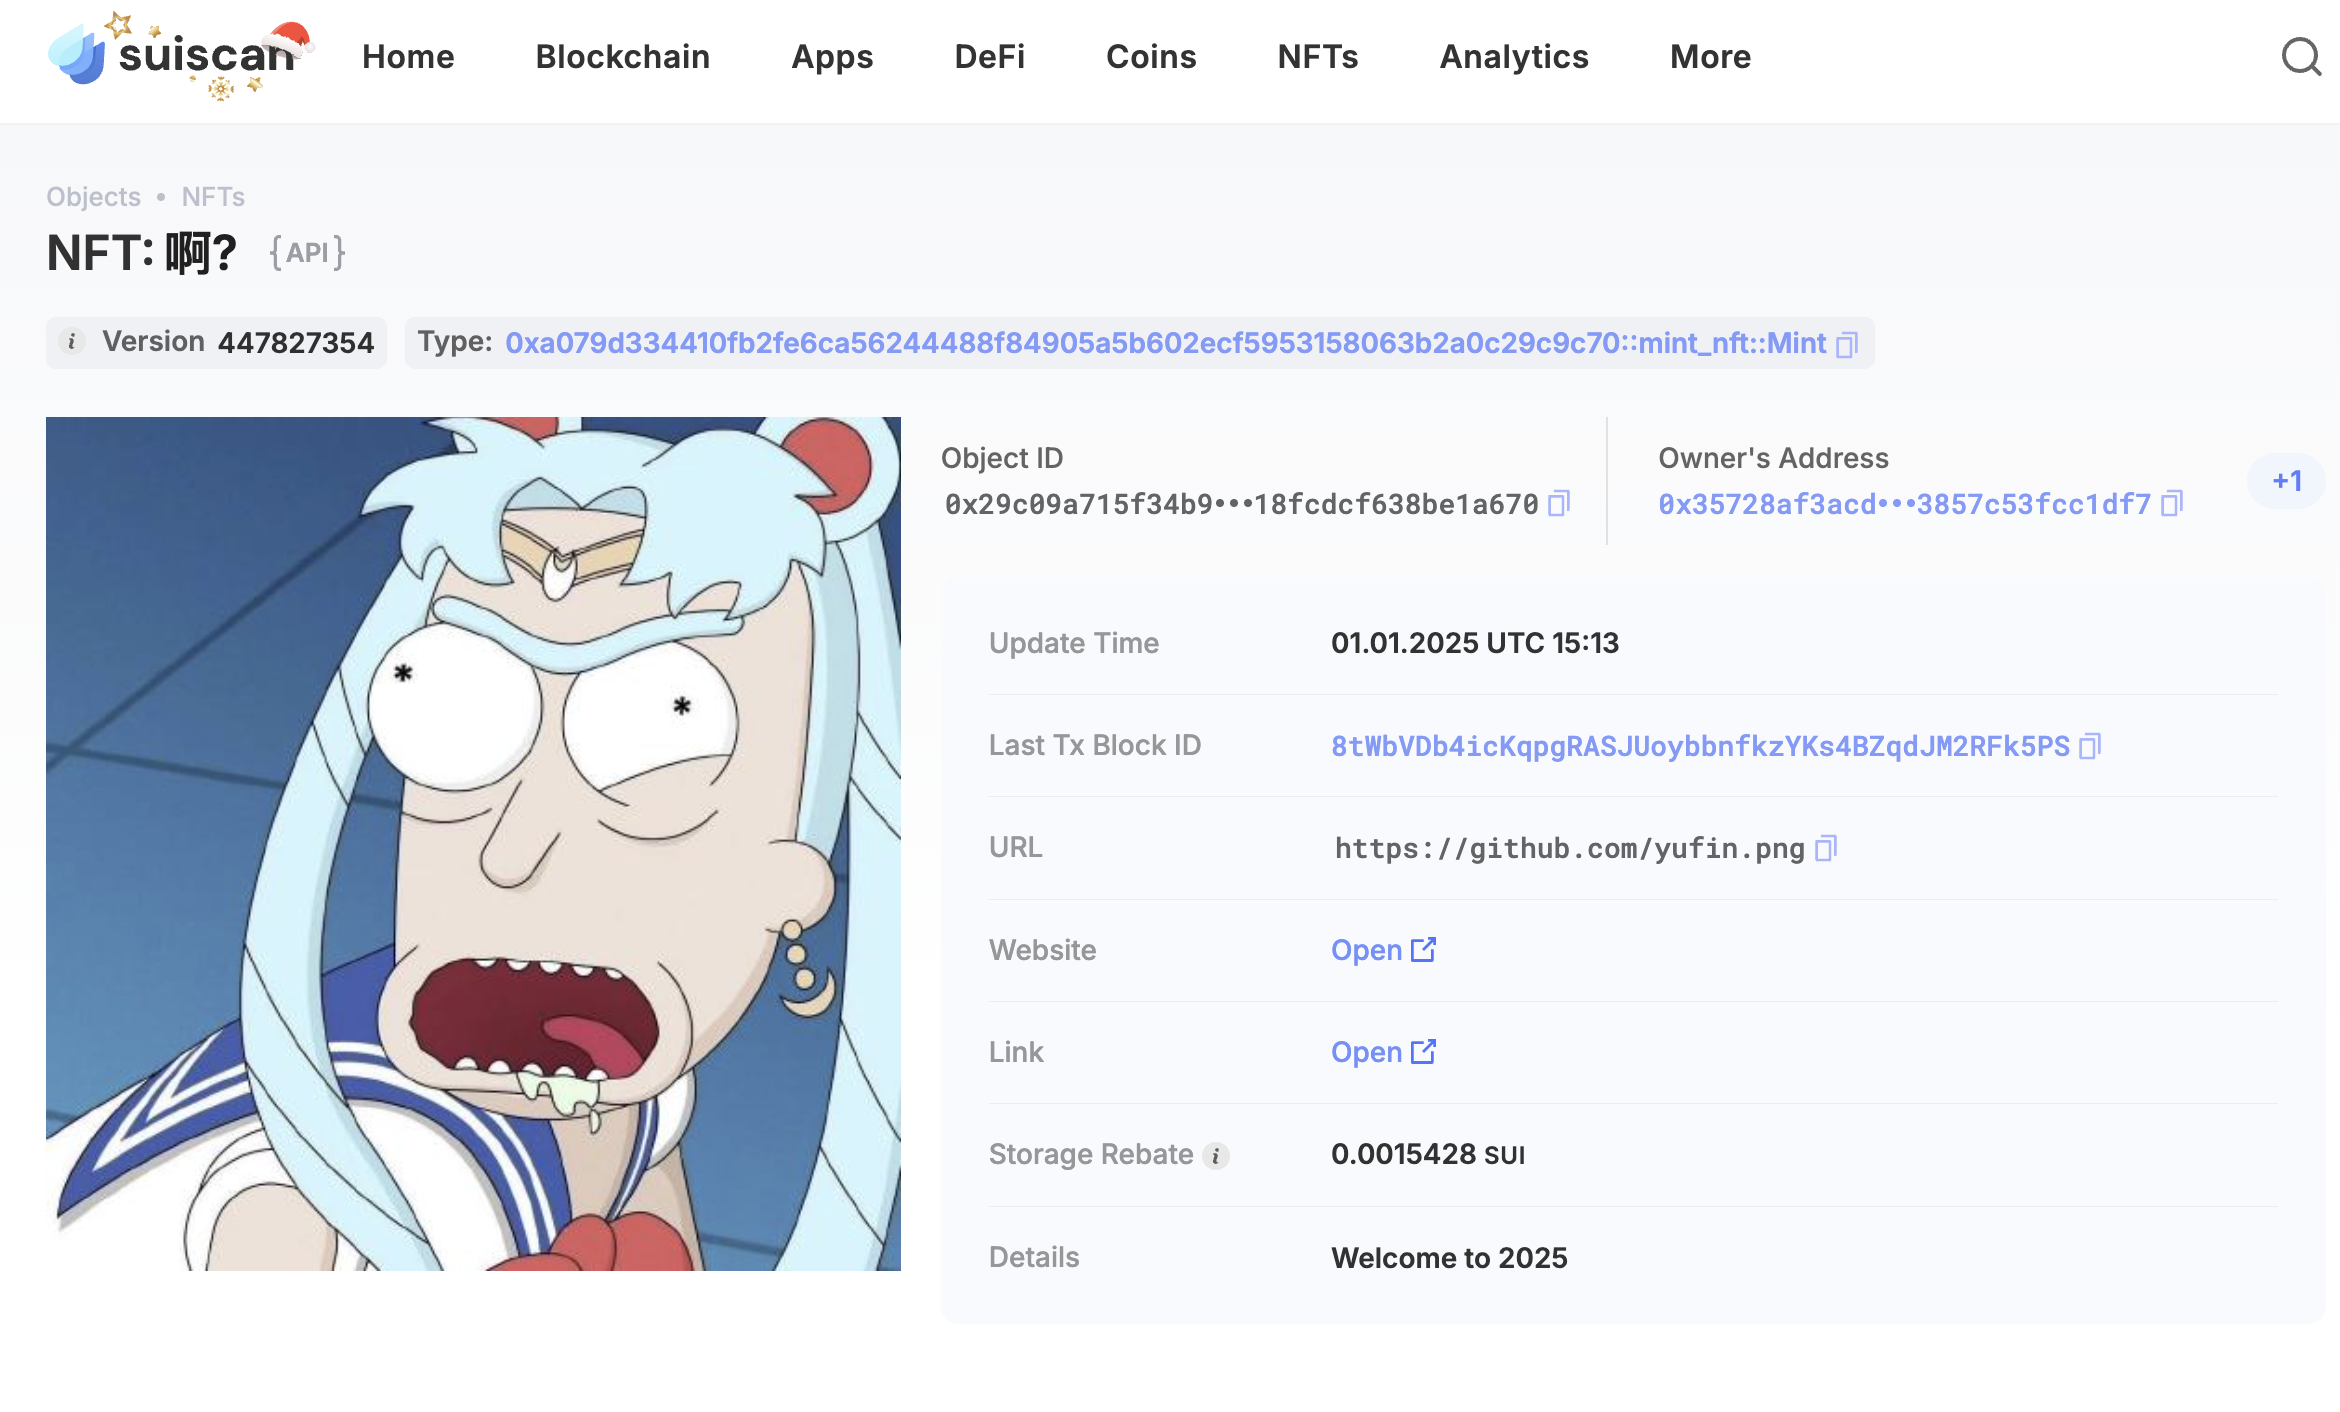 suiscan Home Blockchain Apps DeFi Coins NFTs Analytics More
Objects • NFTs
NFT: 啊? {API}
i Version 447827354 Type: 0xa079d334410fb2fe6ca56244488f84905a5b602ecf5953158063b2a0c29c9c70::mint_nft::Mint
Object ID
0x29c09a715f34b9•••18fcdcf638be1a670
Owner's Address
0x35728af3acd•••3857c53fcc1df7
+1
Update Time 01.01.2025 UTC 15:13
Last Tx Block ID 8tWbVDb4icKqpgRASJUoybbnfkzYKs4BZqdJM2RFk5PS
URL https://github.com/yufin.png
Website Open
Link Open
Storage Rebate i 0.0015428 SUI
Details Welcome to 2025